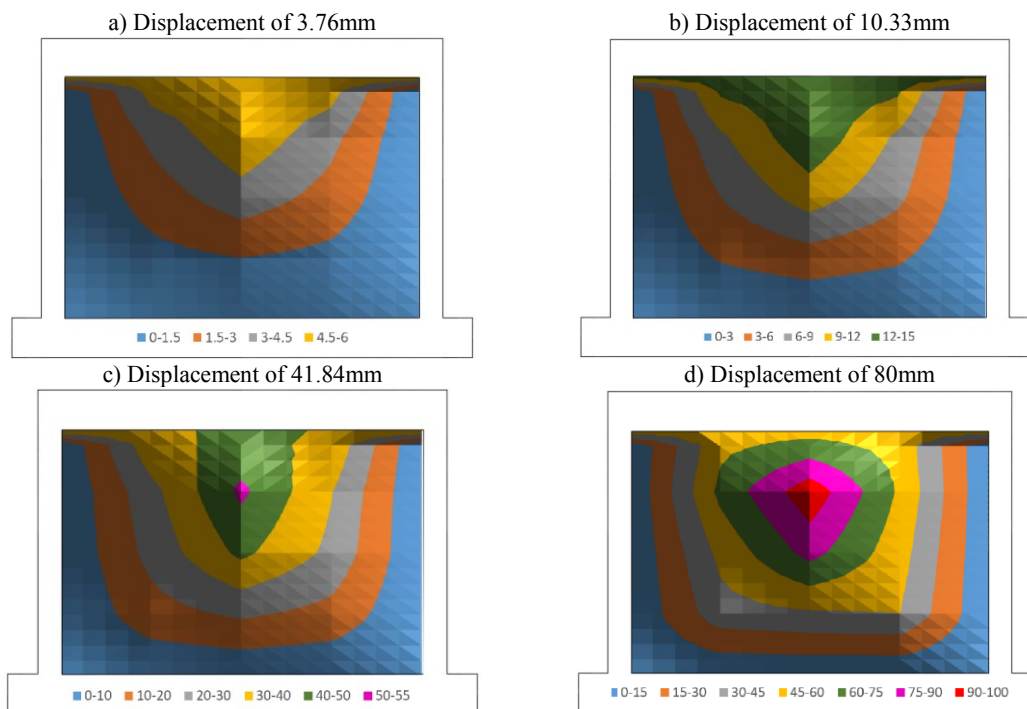 a) Displacement of 3.76mm
b) Displacement of 10.33mm
0-1.5 1.5-3 3-4.5 4.5-6
0-3 3-6 6-9 9-12 12-15
c) Displacement of 41.84mm
d) Displacement of 80mm
0-10 10-20 20-30 30-40 40-50 50-55
0-15 15-30 30-45 45-60 60-75 75-90 90-100